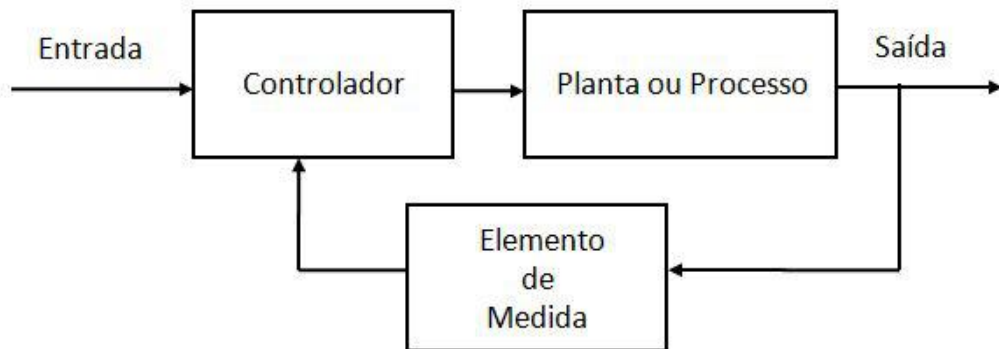 Entrada
Controlador
Planta ou Processo
Saída
Elemento
de
Medida